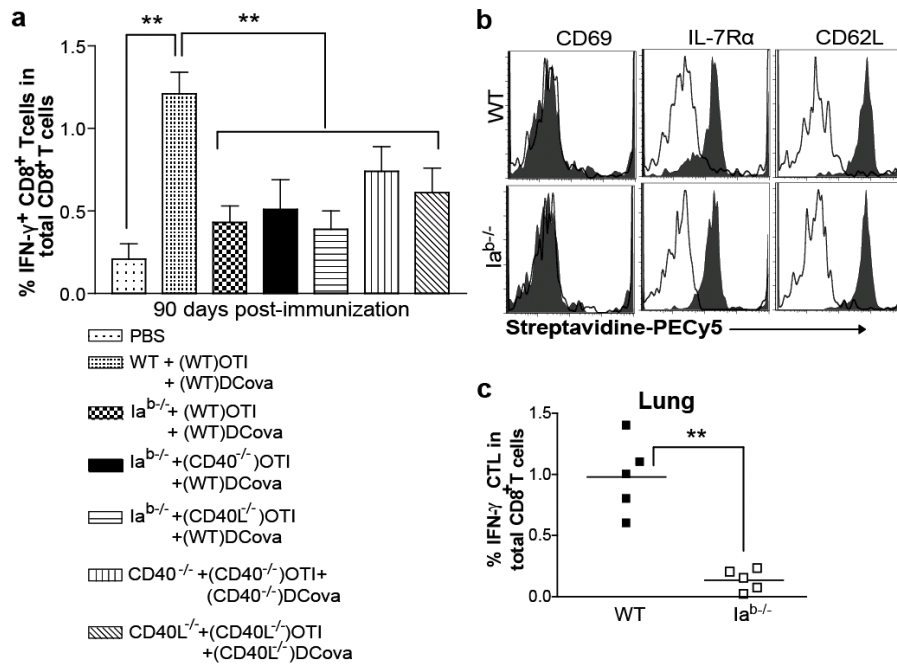 a
**
**
1.5
1.0
0.5
0.0
% IFN-γ⁺ CD8⁺ Tcells in
total CD8⁺ T cells
90 days post-immunization
PBS
WT + (WT)OTI
+ (WT)DCova
Ia^b-/- + (WT)OTI
+ (WT)DCova
Ia^b-/- +(CD40^-/-)OTI
+(WT)DCova
Ia^b-/- +(CD40L^-/-)OTI
+(WT)DCova
CD40^-/- +(CD40^-/-)OTI+
(CD40^-/-)DCova
CD40L^-/- +(CD40L^-/-)OTI
+(CD40L^-/-)DCova
b
CD69 IL-7Rα CD62L
WT
Ia^b-/-
Streptavidine-PECy5
c
Lung
**
1.5
1.0
0.5
0.0
% IFN-γ⁺ CTL in
total CD8⁺ T cells
WT Ia^b-/-